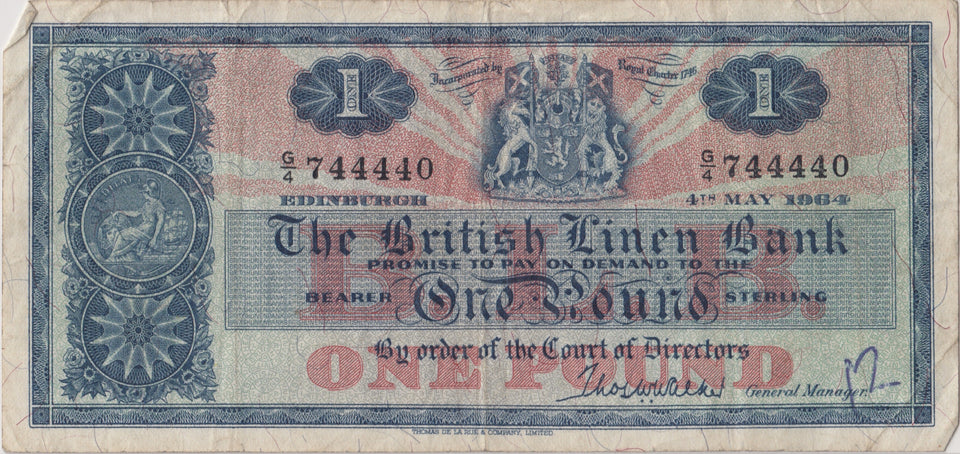 Incorporated by Royal Charter 1746
1 ONE 1 ONE
G/4 744440 G/4 744440
EDINBURGH 4TH MAY 1964
The British Linen Bank
PROMISE TO PAY ON DEMAND TO THE
BEARER One Pound STERLING
B.L.B.
By order of the Court of Directors
ONE POUND
Thos W Walker General Manager.
THOMAS DE LA RUE & COMPANY, LIMITED.